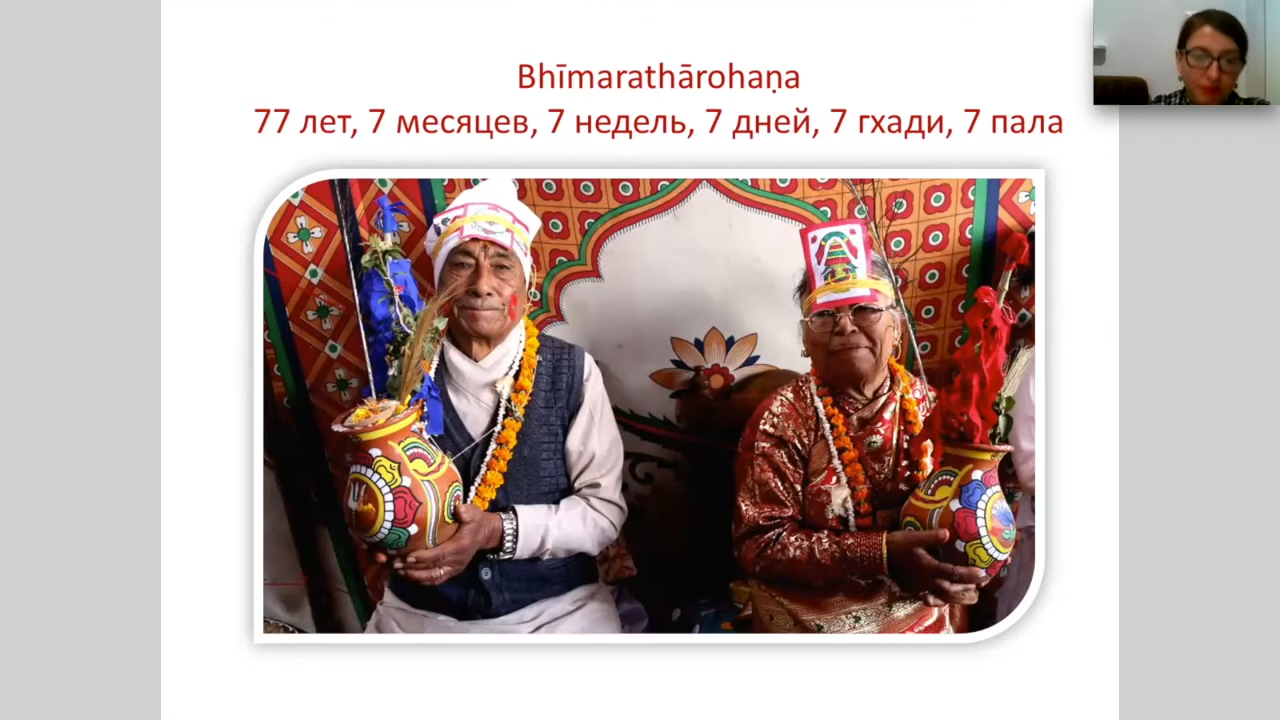 Bhīmarathārohaṇa
77 лет, 7 месяцев, 7 недель, 7 дней, 7 гхади, 7 пала